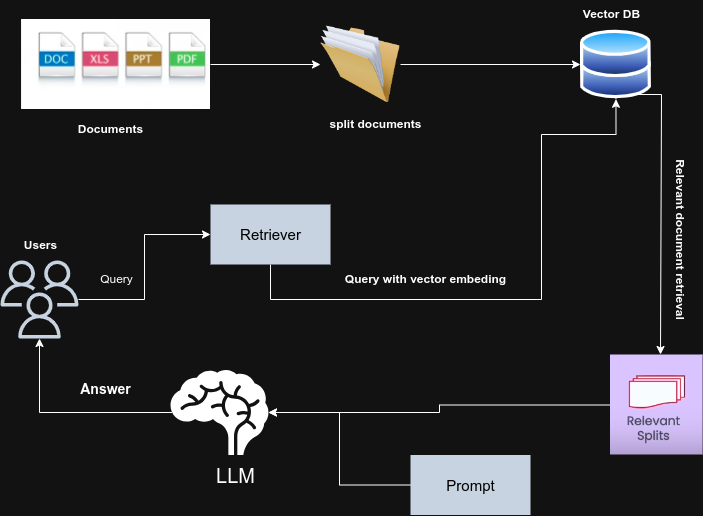 Vector DB
DOC
XLS
PPT
PDF
Documents
split documents
Relevant document retrieval
Retriever
Users
Query
Query with vector embeding
Answer
Relevant
Splits
LLM
Prompt